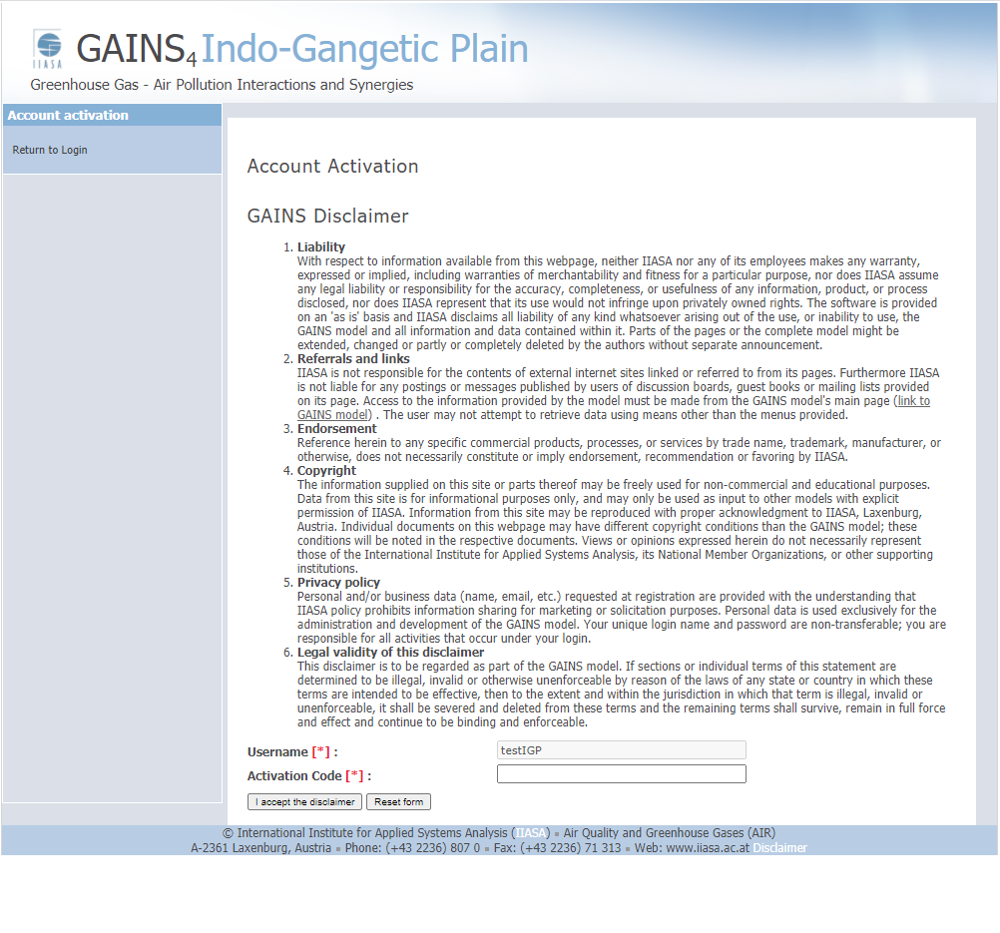 IIASA
GAINS4 Indo-Gangetic Plain
Greenhouse Gas - Air Pollution Interactions and Synergies
Account activation
Return to Login
Account Activation
GAINS Disclaimer
1. Liability
With respect to information available from this webpage, neither IIASA nor any of its employees makes any warranty,
expressed or implied, including warranties of merchantability and fitness for a particular purpose, nor does IIASA assume
any legal liability or responsibility for the accuracy, completeness, or usefulness of any information, product, or process
disclosed, nor does IIASA represent that its use would not infringe upon privately owned rights. The software is provided
on an 'as is' basis and IIASA disclaims all liability of any kind whatsoever arising out of the use, or inability to use, the
GAINS model and all information and data contained within it. Parts of the pages or the complete model might be
extended, changed or partly or completely deleted by the authors without separate announcement.
2. Referrals and links
IIASA is not responsible for the contents of external internet sites linked or referred to from its pages. Furthermore IIASA
is not liable for any postings or messages published by users of discussion boards, guest books or mailing lists provided
on its page. Access to the information provided by the model must be made from the GAINS model's main page (link to
GAINS model) . The user may not attempt to retrieve data using means other than the menus provided.
3. Endorsement
Reference herein to any specific commercial products, processes, or services by trade name, trademark, manufacturer, or
otherwise, does not necessarily constitute or imply endorsement, recommendation or favoring by IIASA.
4. Copyright
The information supplied on this site or parts thereof may be freely used for non-commercial and educational purposes.
Data from this site is for informational purposes only, and may only be used as input to other models with explicit
permission of IIASA. Information from this site may be reproduced with proper acknowledgment to IIASA, Laxenburg,
Austria. Individual documents on this webpage may have different copyright conditions than the GAINS model; these
conditions will be noted in the respective documents. Views or opinions expressed herein do not necessarily represent
those of the International Institute for Applied Systems Analysis, its National Member Organizations, or other supporting
institutions.
5. Privacy policy
Personal and/or business data (name, email, etc.) requested at registration are provided with the understanding that
IIASA policy prohibits information sharing for marketing or solicitation purposes. Personal data is used exclusively for the
administration and development of the GAINS model. Your unique login name and password are non-transferable; you are
responsible for all activities that occur under your login.
6. Legal validity of this disclaimer
This disclaimer is to be regarded as part of the GAINS model. If sections or individual terms of this statement are
determined to be illegal, invalid or otherwise unenforceable by reason of the laws of any state or country in which these
terms are intended to be effective, then to the extent and within the jurisdiction in which that term is illegal, invalid or
unenforceable, it shall be severed and deleted from these terms and the remaining terms shall survive, remain in full force
and effect and continue to be binding and enforceable.
Username [*] : testIGP
Activation Code [*] :
I accept the disclaimer Reset form
© International Institute for Applied Systems Analysis (IIASA) ▪ Air Quality and Greenhouse Gases (AIR)
A-2361 Laxenburg, Austria ▪ Phone: (+43 2236) 807 0 ▪ Fax: (+43 2236) 71 313 ▪ Web: www.iiasa.ac.at Disclaimer